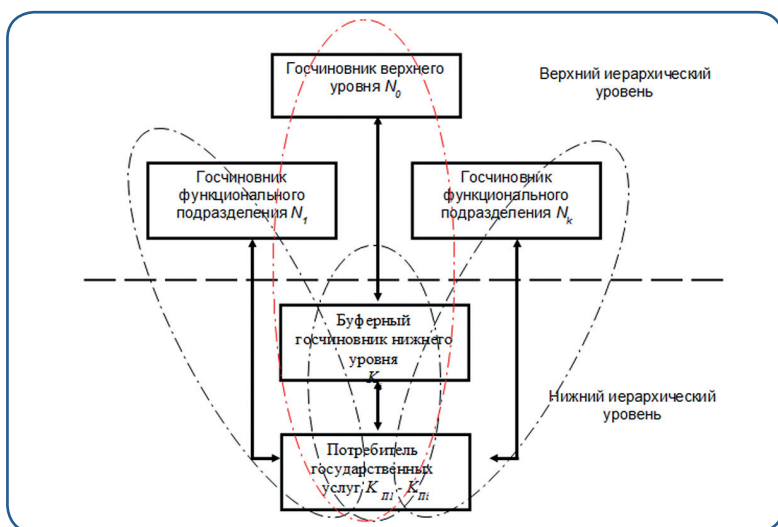 Госчиновник верхнего
уровня N0
Верхний иерархический
уровень
Госчиновник
функционального
подразделения N1
Госчиновник
функционального
подразделения Nk
Буферный
госчиновник нижнего
уровня
K
Нижний иерархический
уровень
Потребитель
государственных
услуг KП1 - KПi